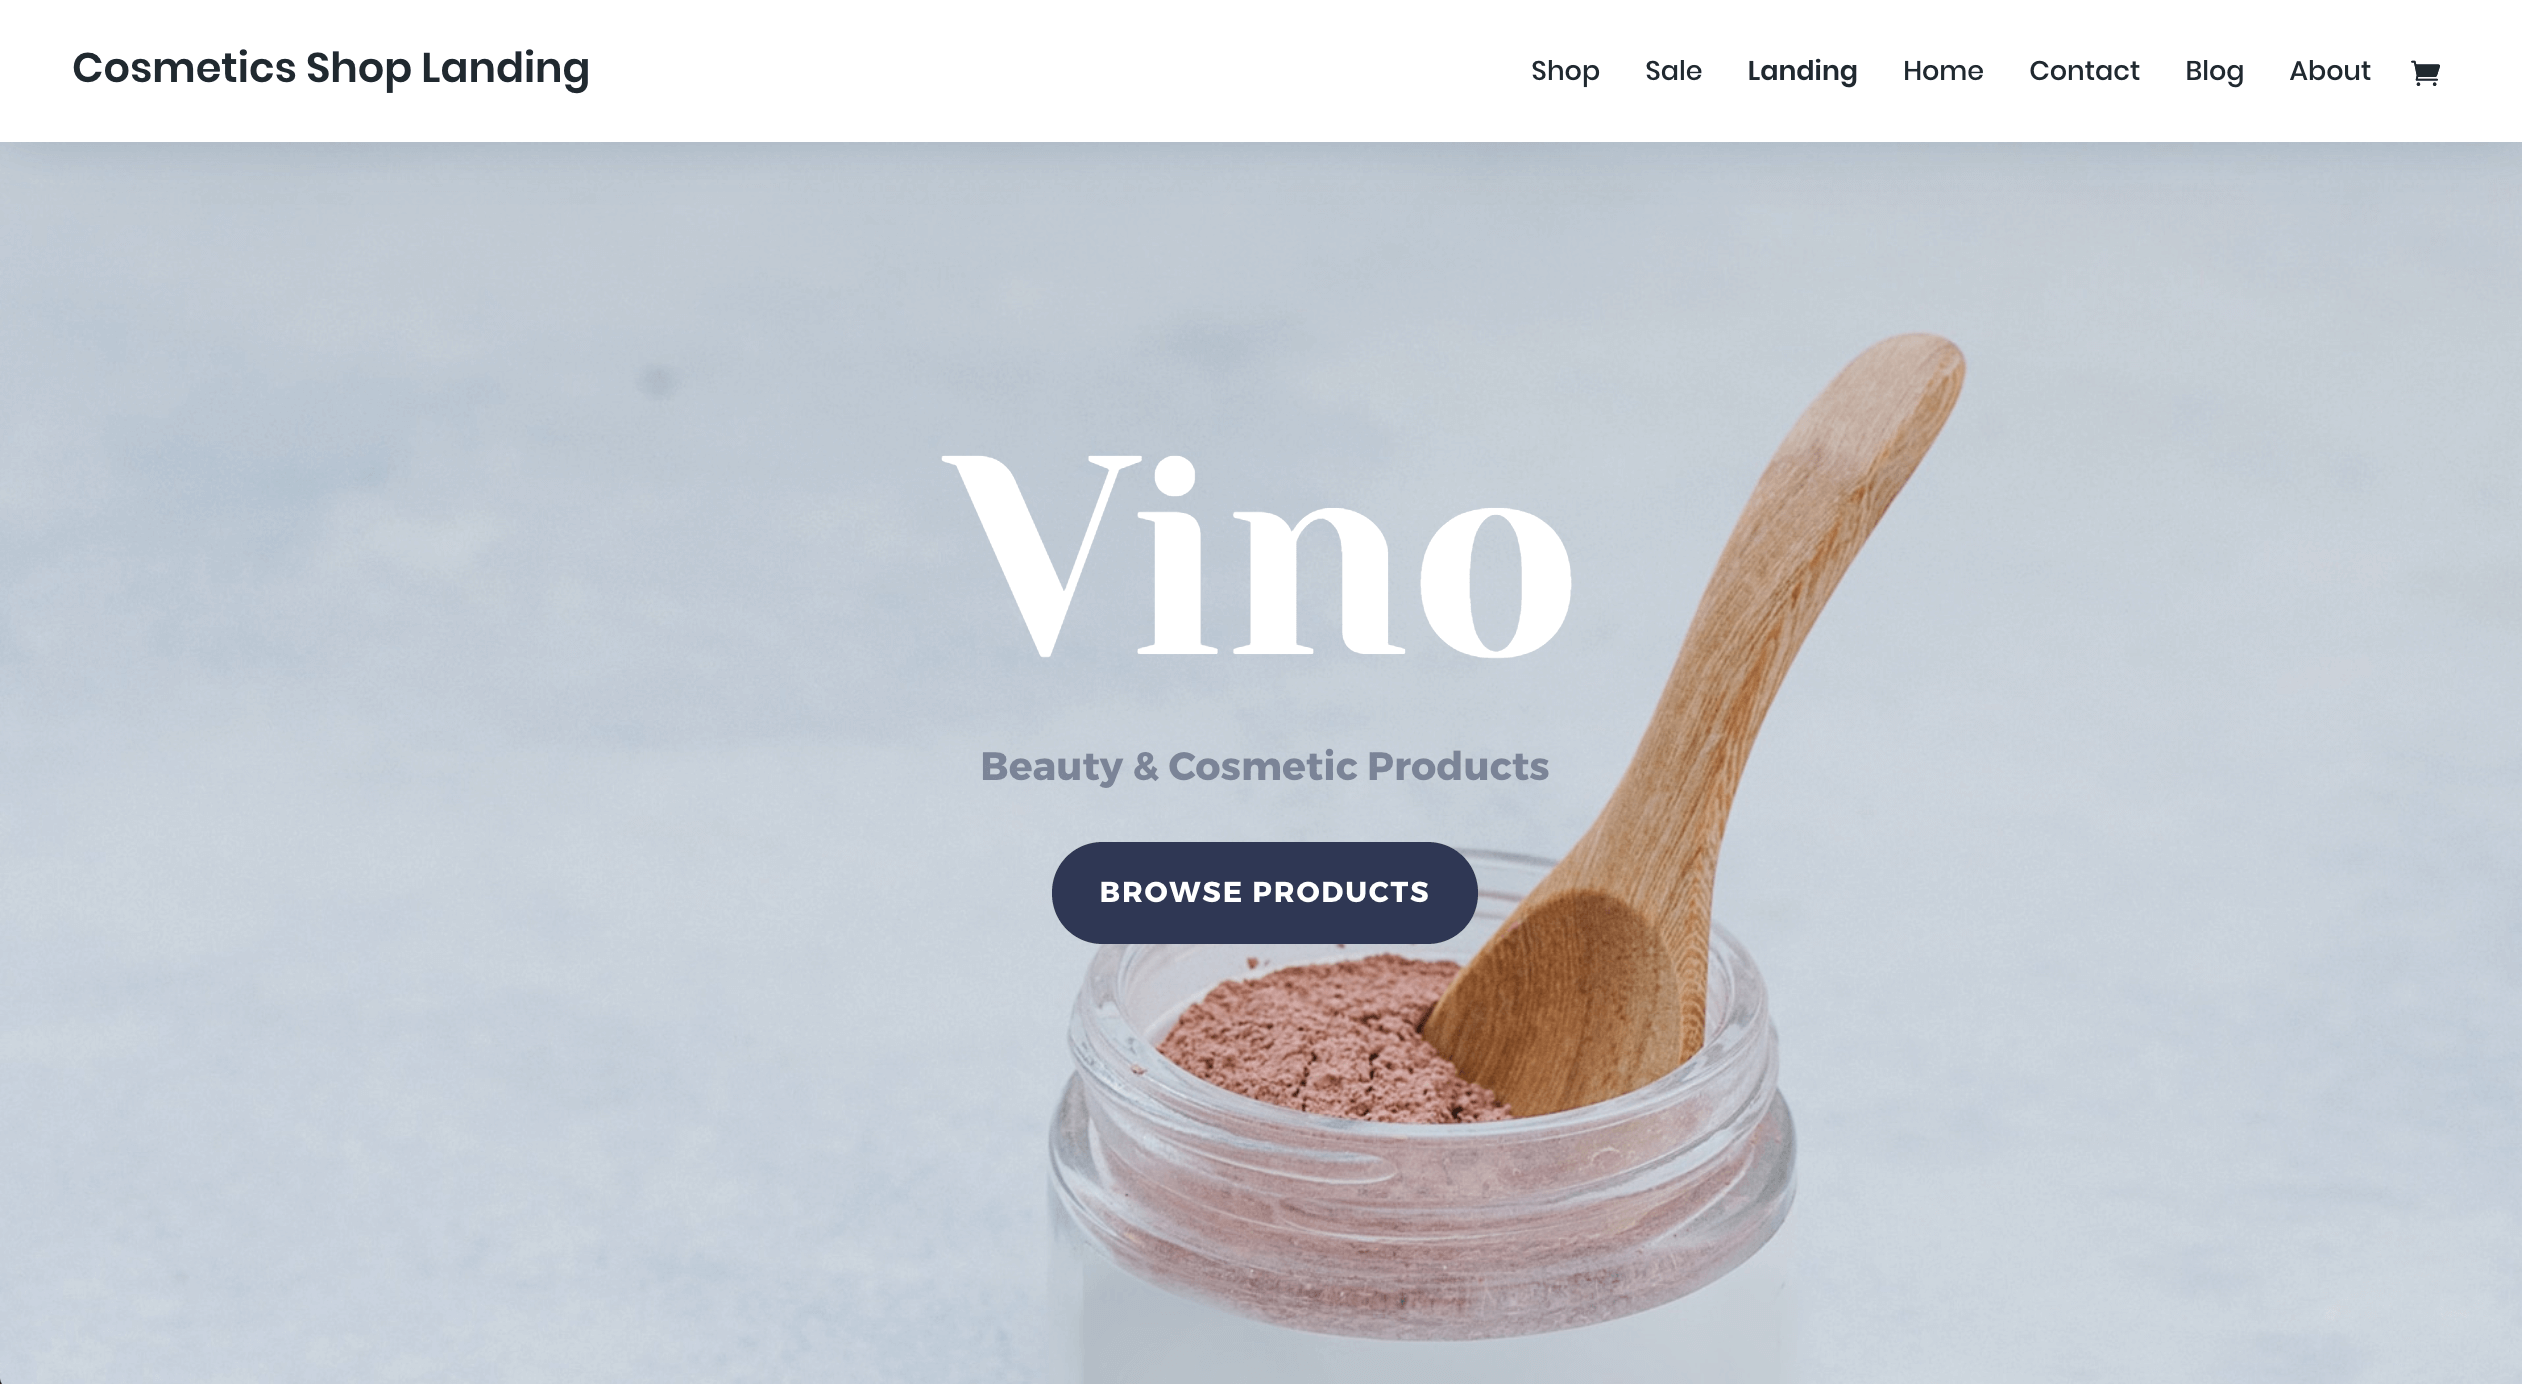 Cosmetics Shop Landing
Shop Sale Landing Home Contact Blog About
Vino
Beauty & Cosmetic Products
BROWSE PRODUCTS